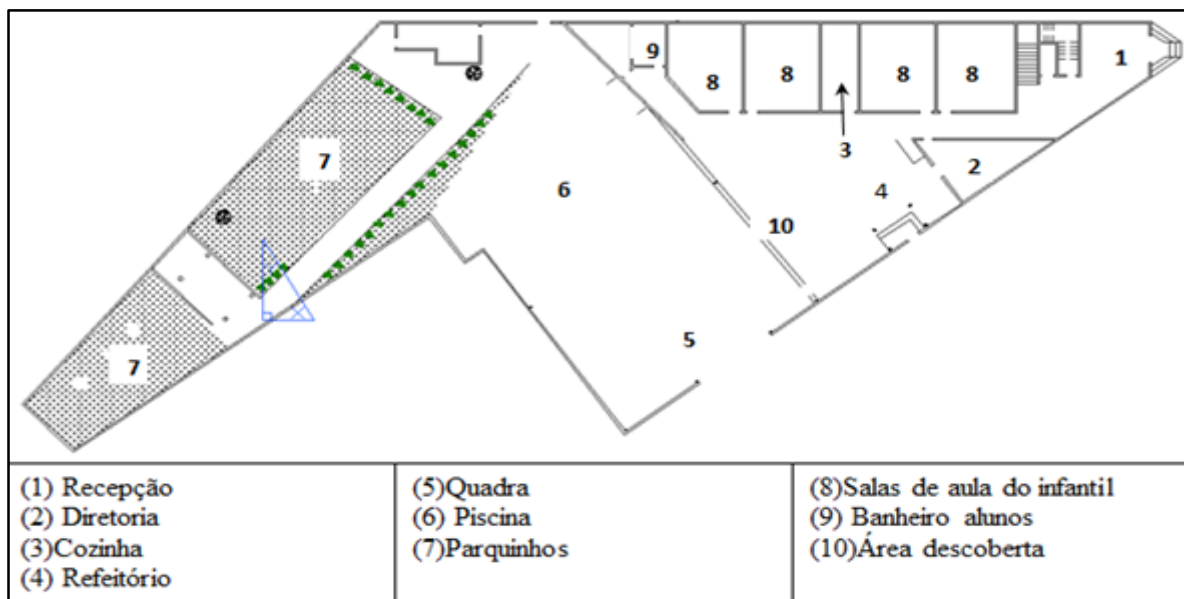 9
8
8
8
8
1
3
7
6
4
2
10
5
7
(1) Recepção
(2) Diretoria
(3)Cozinha
(4) Refeitório
(5)Quadra
(6) Piscina
(7)Parquinhos
(8)Salas de aula do infantil
(9) Banheiro alunos
(10)Área descoberta